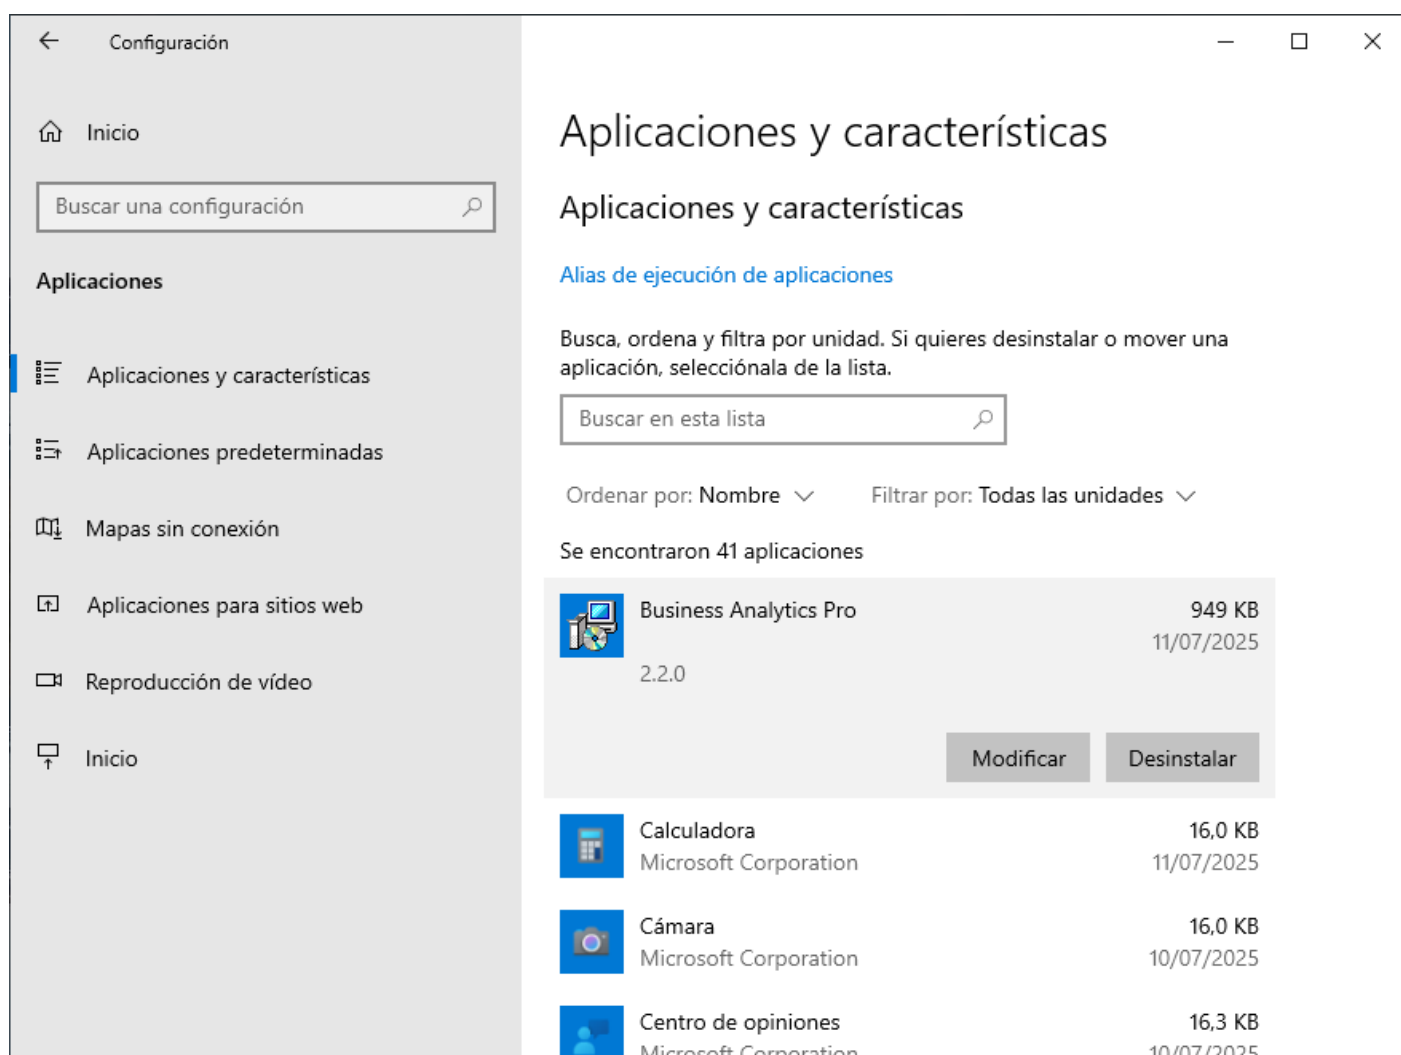 Configuración
Inicio
Buscar una configuración
Aplicaciones
Aplicaciones y características
Aplicaciones predeterminadas
Mapas sin conexión
Aplicaciones para sitios web
Reproducción de vídeo
Inicio
Aplicaciones y características
Aplicaciones y características
Alias de ejecución de aplicaciones
Busca, ordena y filtra por unidad. Si quieres desinstalar o mover una
aplicación, selecciónala de la lista.
Buscar en esta lista
Ordenar por: Nombre Filtrar por: Todas las unidades
Se encontraron 41 aplicaciones
Business Analytics Pro 949 KB
11/07/2025
2.2.0
Modificar Desinstalar
Calculadora 16,0 KB
Microsoft Corporation 11/07/2025
Cámara 16,0 KB
Microsoft Corporation 10/07/2025
Centro de opiniones 16,3 KB
Microsoft Corporation 10/07/2025